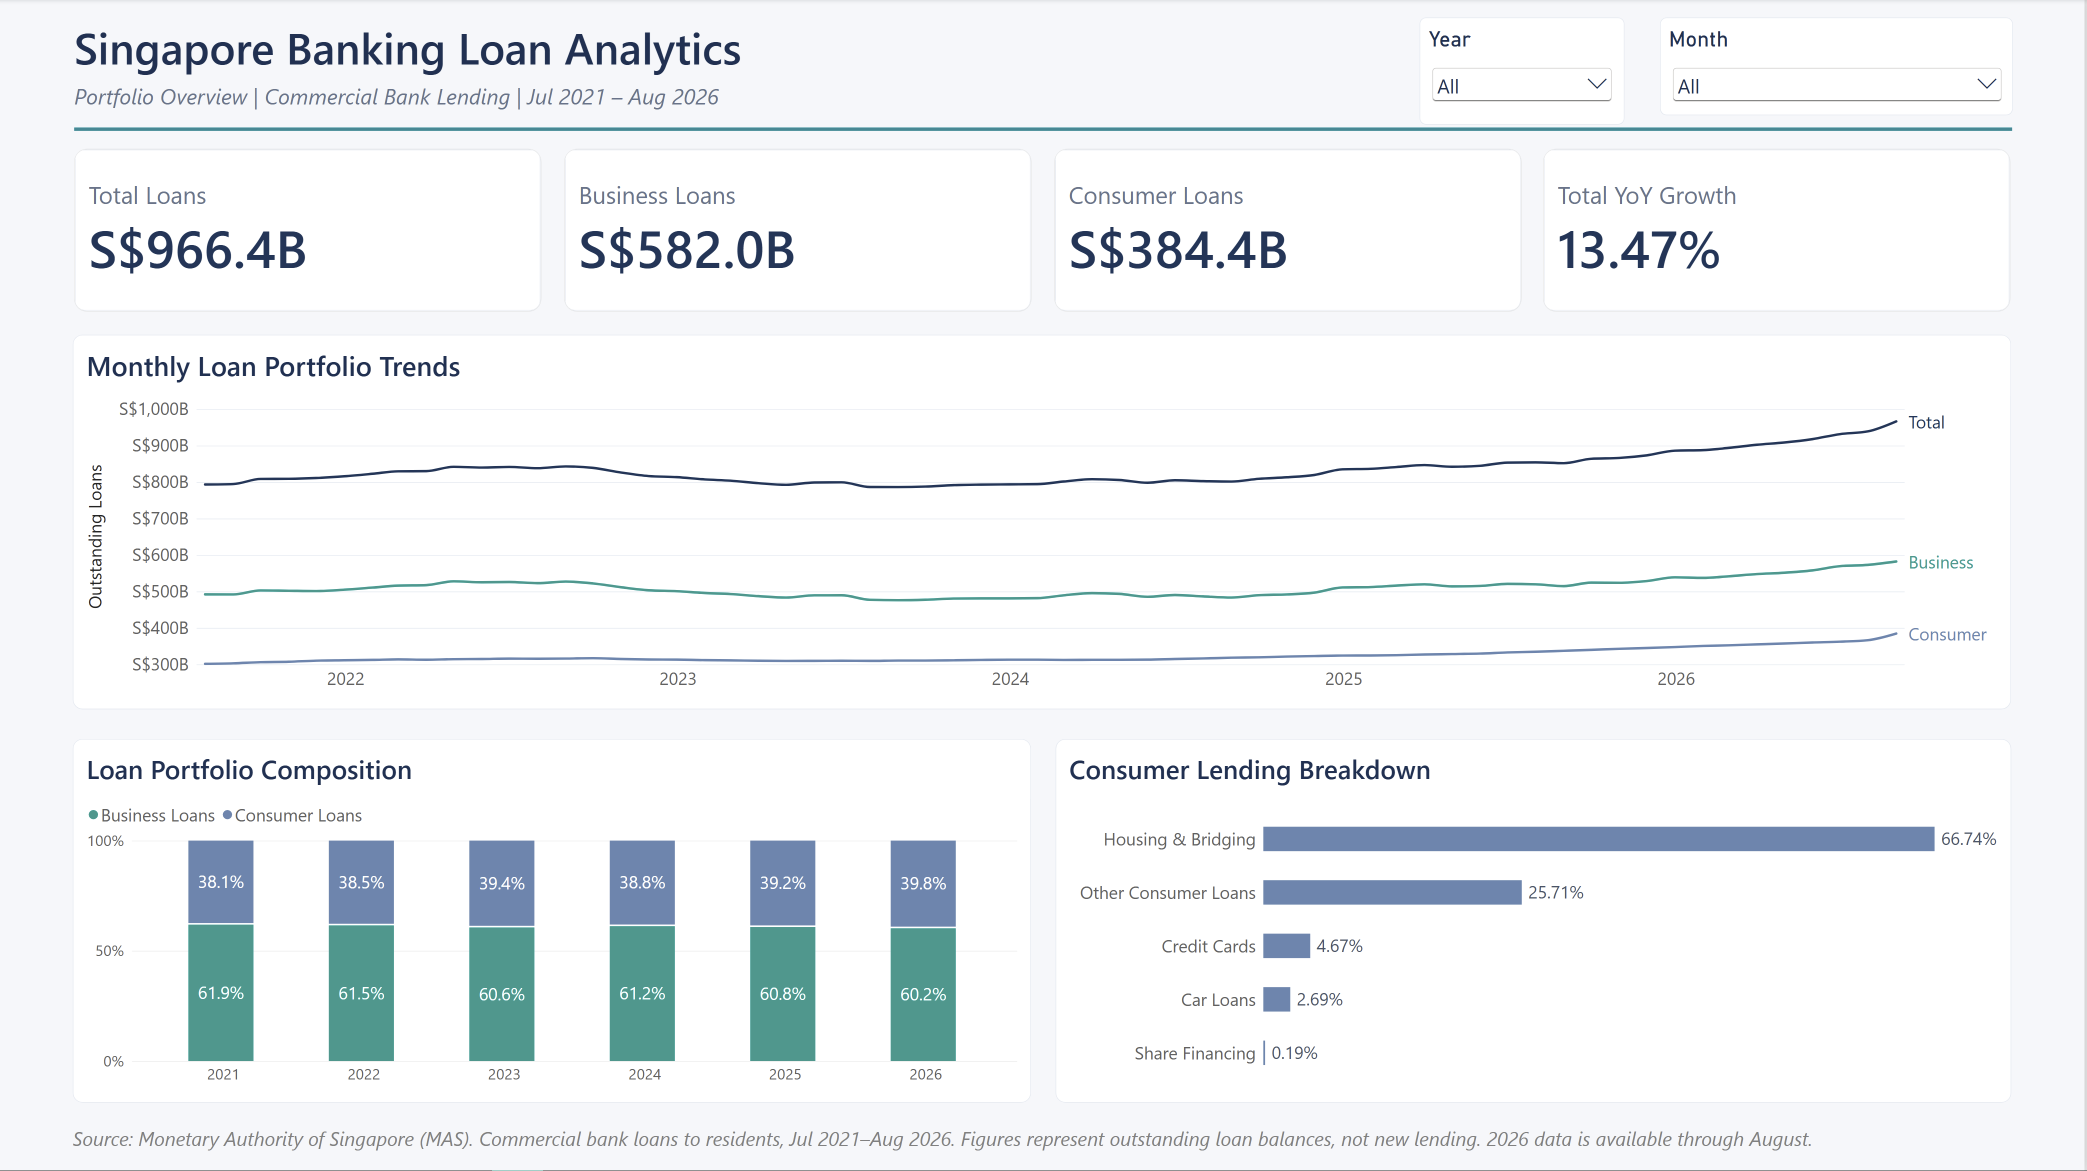 Singapore Banking Loan Analytics
Portfolio Overview | Commercial Bank Lending | Jul 2021 – Aug 2026
Year
All
Month
All
Total Loans
S$966.4B
Business Loans
S$582.0B
Consumer Loans
S$384.4B
Total YoY Growth
13.47%
Monthly Loan Portfolio Trends
Outstanding Loans
S$1,000B
S$900B
S$800B
S$700B
S$600B
S$500B
S$400B
S$300B
Total
Business
Consumer
2022 2023 2024 2025 2026
Loan Portfolio Composition
Business Loans Consumer Loans
100%
50%
0%
38.1% 38.5% 39.4% 38.8% 39.2% 39.8%
61.9% 61.5% 60.6% 61.2% 60.8% 60.2%
2021 2022 2023 2024 2025 2026
Consumer Lending Breakdown
Housing & Bridging 66.74%
Other Consumer Loans 25.71%
Credit Cards 4.67%
Car Loans 2.69%
Share Financing 0.19%
Source: Monetary Authority of Singapore (MAS). Commercial bank loans to residents, Jul 2021–Aug 2026. Figures represent outstanding loan balances, not new lending. 2026 data is available through August.